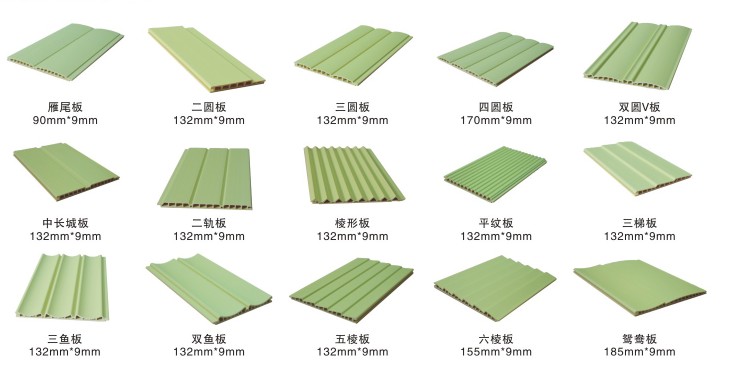 雁尾板
90mm*9mm
二圆板
132mm*9mm
三圆板
132mm*9mm
四圆板
170mm*9mm
双圆V板
132mm*9mm
中长城板
132mm*9mm
二轨板
132mm*9mm
棱形板
132mm*9mm
平纹板
132mm*9mm
三梯板
132mm*9mm
三鱼板
132mm*9mm
双鱼板
132mm*9mm
五棱板
132mm*9mm
六棱板
155mm*9mm
鸳鸯板
185mm*9mm